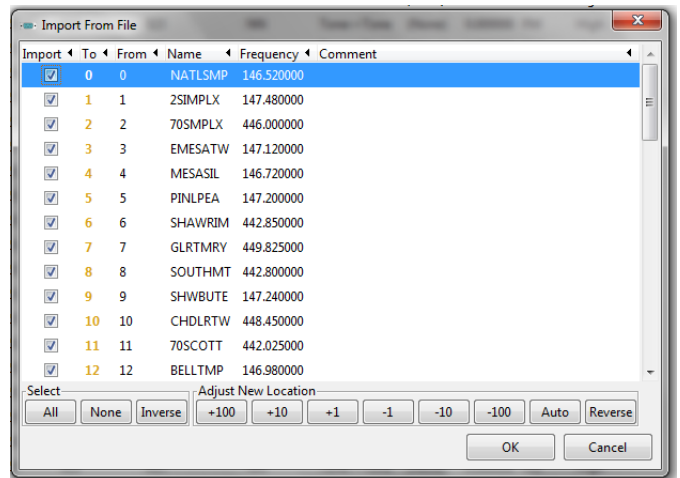 Import From File
Import To From Name Frequency Comment
0 0 NATLSMP 146.520000
1 1 2SIMPLX 147.480000
2 2 70SMPLX 446.000000
3 3 EMESATW 147.120000
4 4 MESASIL 146.720000
5 5 PINLPEA 147.200000
6 6 SHAWRIM 442.850000
7 7 GLRTMRY 449.825000
8 8 SOUTHMT 442.800000
9 9 SHWBUTE 147.240000
10 10 CHDLRTW 448.450000
11 11 70SCOTT 442.025000
12 12 BELLTMP 146.980000
Select Adjust New Location
All None Inverse +100 +10 +1 -1 -10 -100 Auto Reverse
OK Cancel